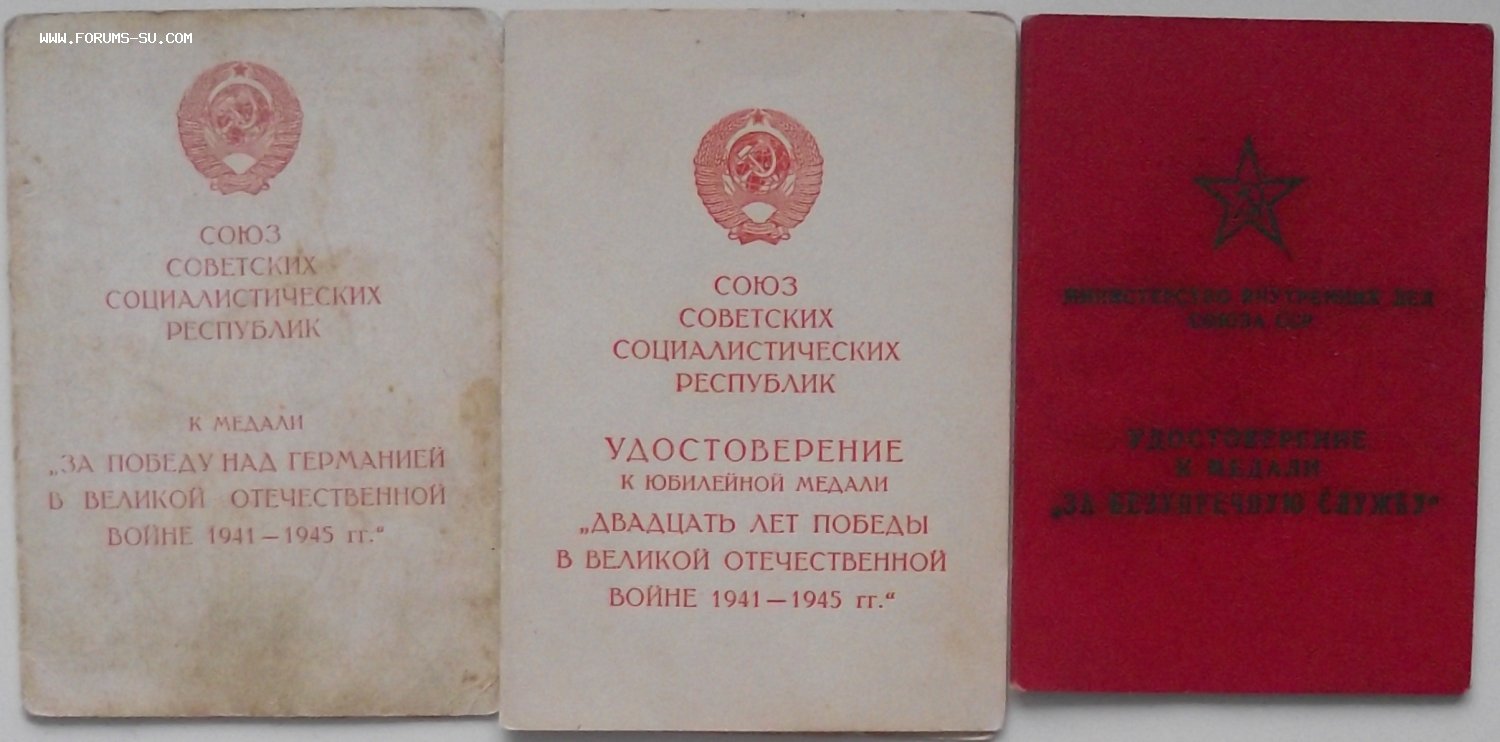 WWW.FORUMS-SU.COM
СОЮЗ
СОВЕТСКИХ
СОЦИАЛИСТИЧЕСКИХ
РЕСПУБЛИК
К МЕДАЛИ
„ЗА ПОБЕДУ НАД ГЕРМАНИЕЙ
В ВЕЛИКОЙ ОТЕЧЕСТВЕННОЙ
ВОЙНЕ 1941—1945 гг.“
СОЮЗ
СОВЕТСКИХ
СОЦИАЛИСТИЧЕСКИХ
РЕСПУБЛИК
УДОСТОВЕРЕНИЕ
К ЮБИЛЕЙНОЙ МЕДАЛИ
„ДВАДЦАТЬ ЛЕТ ПОБЕДЫ
В ВЕЛИКОЙ ОТЕЧЕСТВЕННОЙ
ВОЙНЕ 1941—1945 гг.“
МИНИСТЕРСТВО ВНУТРЕННИХ ДЕЛ
СОЮЗА ССР
УДОСТОВЕРЕНИЕ
К МЕДАЛИ
„ЗА БЕЗУПРЕЧНУЮ СЛУЖБУ“